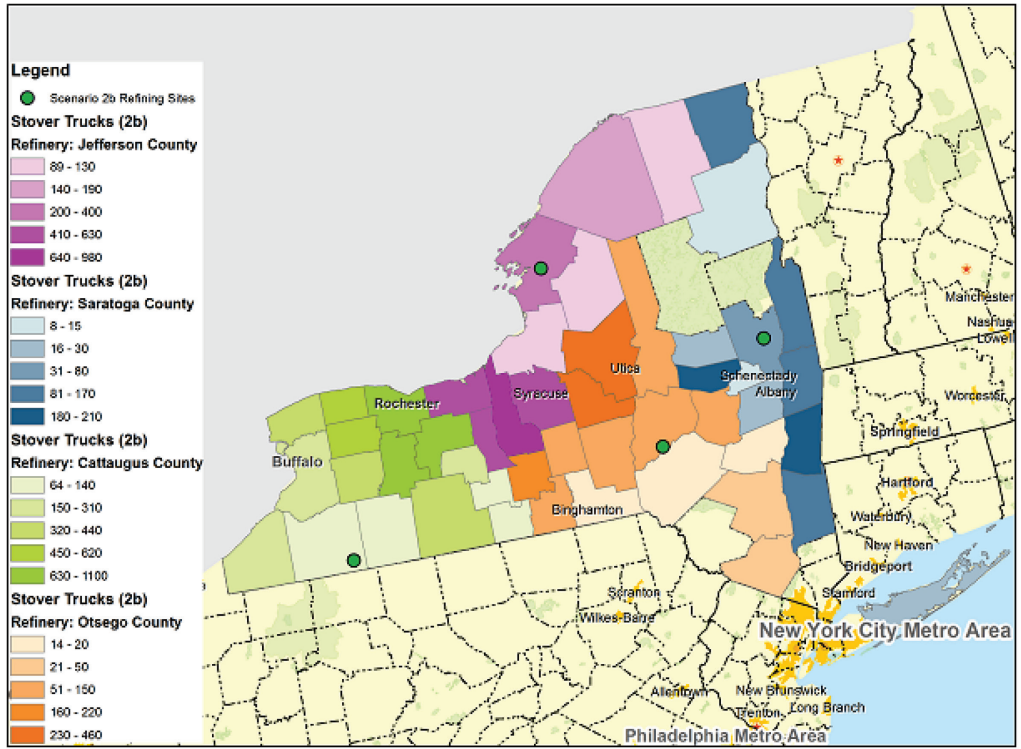 Legend
Scenario 2b Refining Sites
Stover Trucks (2b)
Refinery: Jefferson County
89 - 130
140 - 190
200 - 400
410 - 630
640 - 980
Stover Trucks (2b)
Refinery: Saratoga County
8 - 15
16 - 30
31 - 80
81 - 170
180 - 210
Stover Trucks (2b)
Refinery: Cattaugus County
64 - 140
150 - 310
320 - 440
450 - 620
630 - 1100
Stover Trucks (2b)
Refinery: Otsego County
14 - 20
21 - 50
51 - 150
160 - 220
230 - 460
Manchester
Nashua
Lowell
Utica
Schenestady
Albany
Syracuse
Rochester
Worcester
Springfield
Buffalo
Hartford
Binghamton
Waterbury
New Haven
Bridgeport
Scranton
Stamford
Wilkes-Barre
New York City Metro Area
Allentown
New Brunswick
Long Branch
Trenton
Philadelphia Metro Area